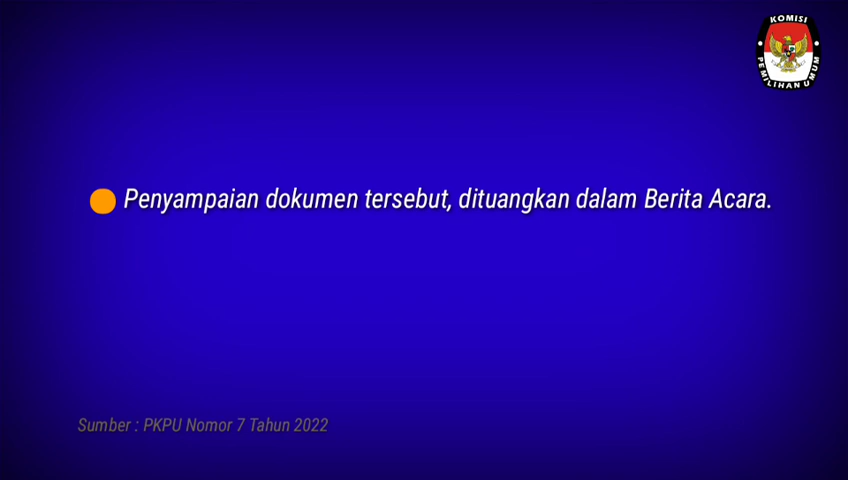 KOMISI
PEMILIHAN UMUM
Penyampaian dokumen tersebut, dituangkan dalam Berita Acara.
Sumber : PKPU Nomor 7 Tahun 2022